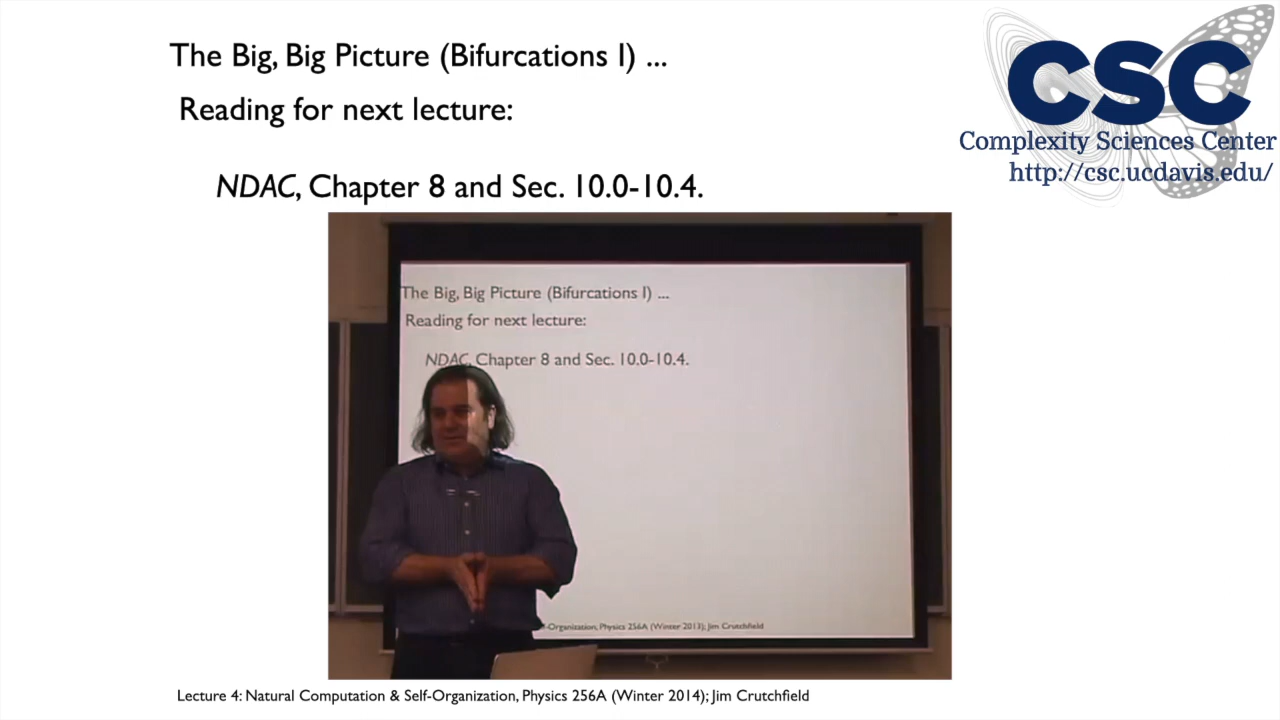 The Big, Big Picture (Bifurcations I) ...
Reading for next lecture:
NDAC, Chapter 8 and Sec. 10.0-10.4.
CSC
Complexity Sciences Center
http://csc.ucdavis.edu/
The Big, Big Picture (Bifurcations I) ...
Reading for next lecture:
NDAC, Chapter 8 and Sec. 10.0-10.4.
-Organization, Physics 256A (Winter 2013); Jim Crutchfield
Lecture 4: Natural Computation & Self-Organization, Physics 256A (Winter 2014); Jim Crutchfield